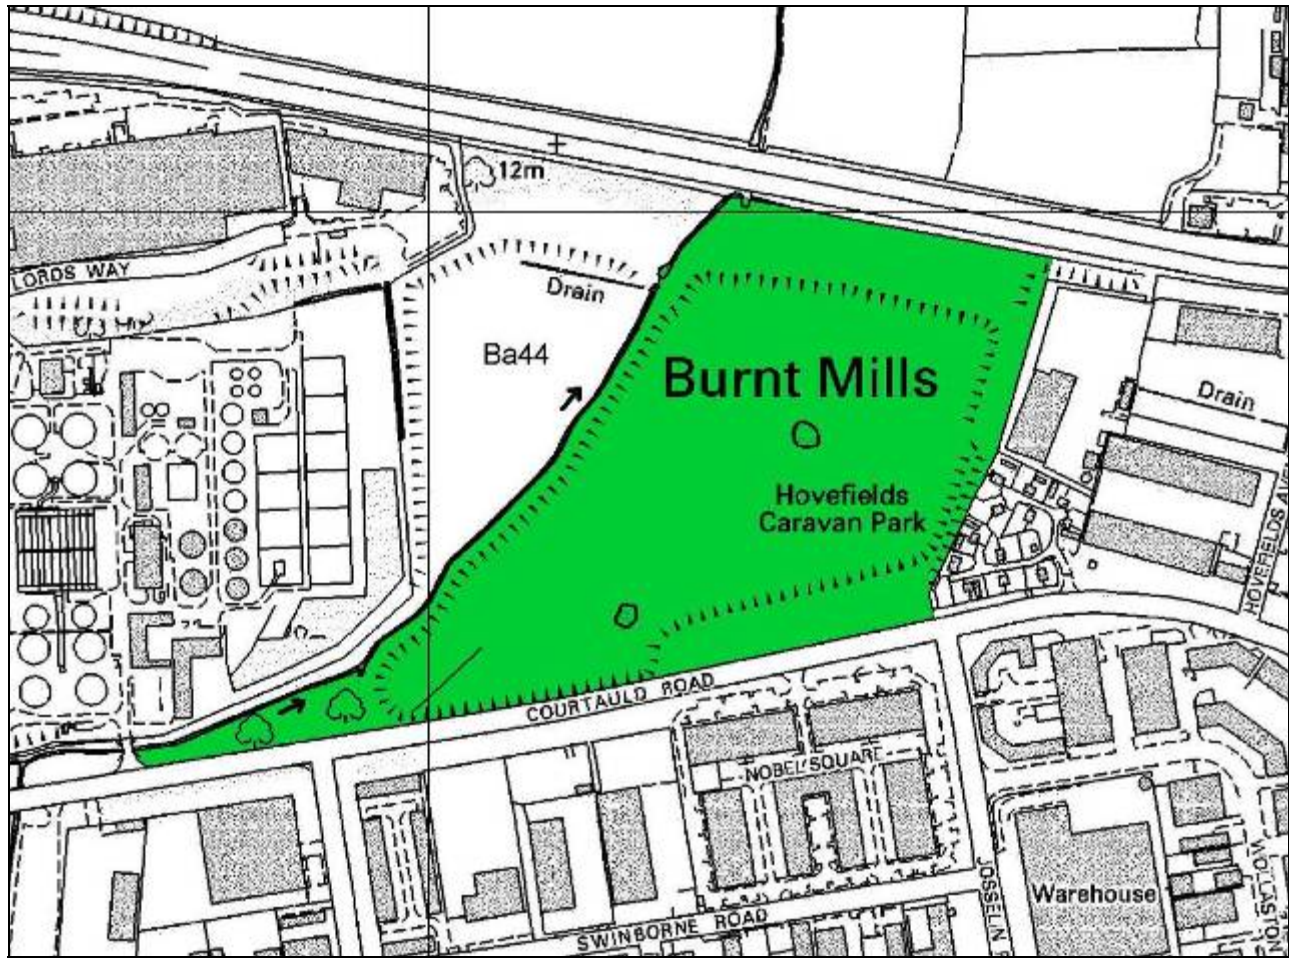 12m
LORDS WAY
Drain
Ba44
Burnt Mills
Drain
Hovefields
Caravan Park
HOVEFIELDS AVE
COURTAULD ROAD
NOBEL SQUARE
JOSSELIN R
Warehouse
WOLLASTON
SWINBORNE ROAD